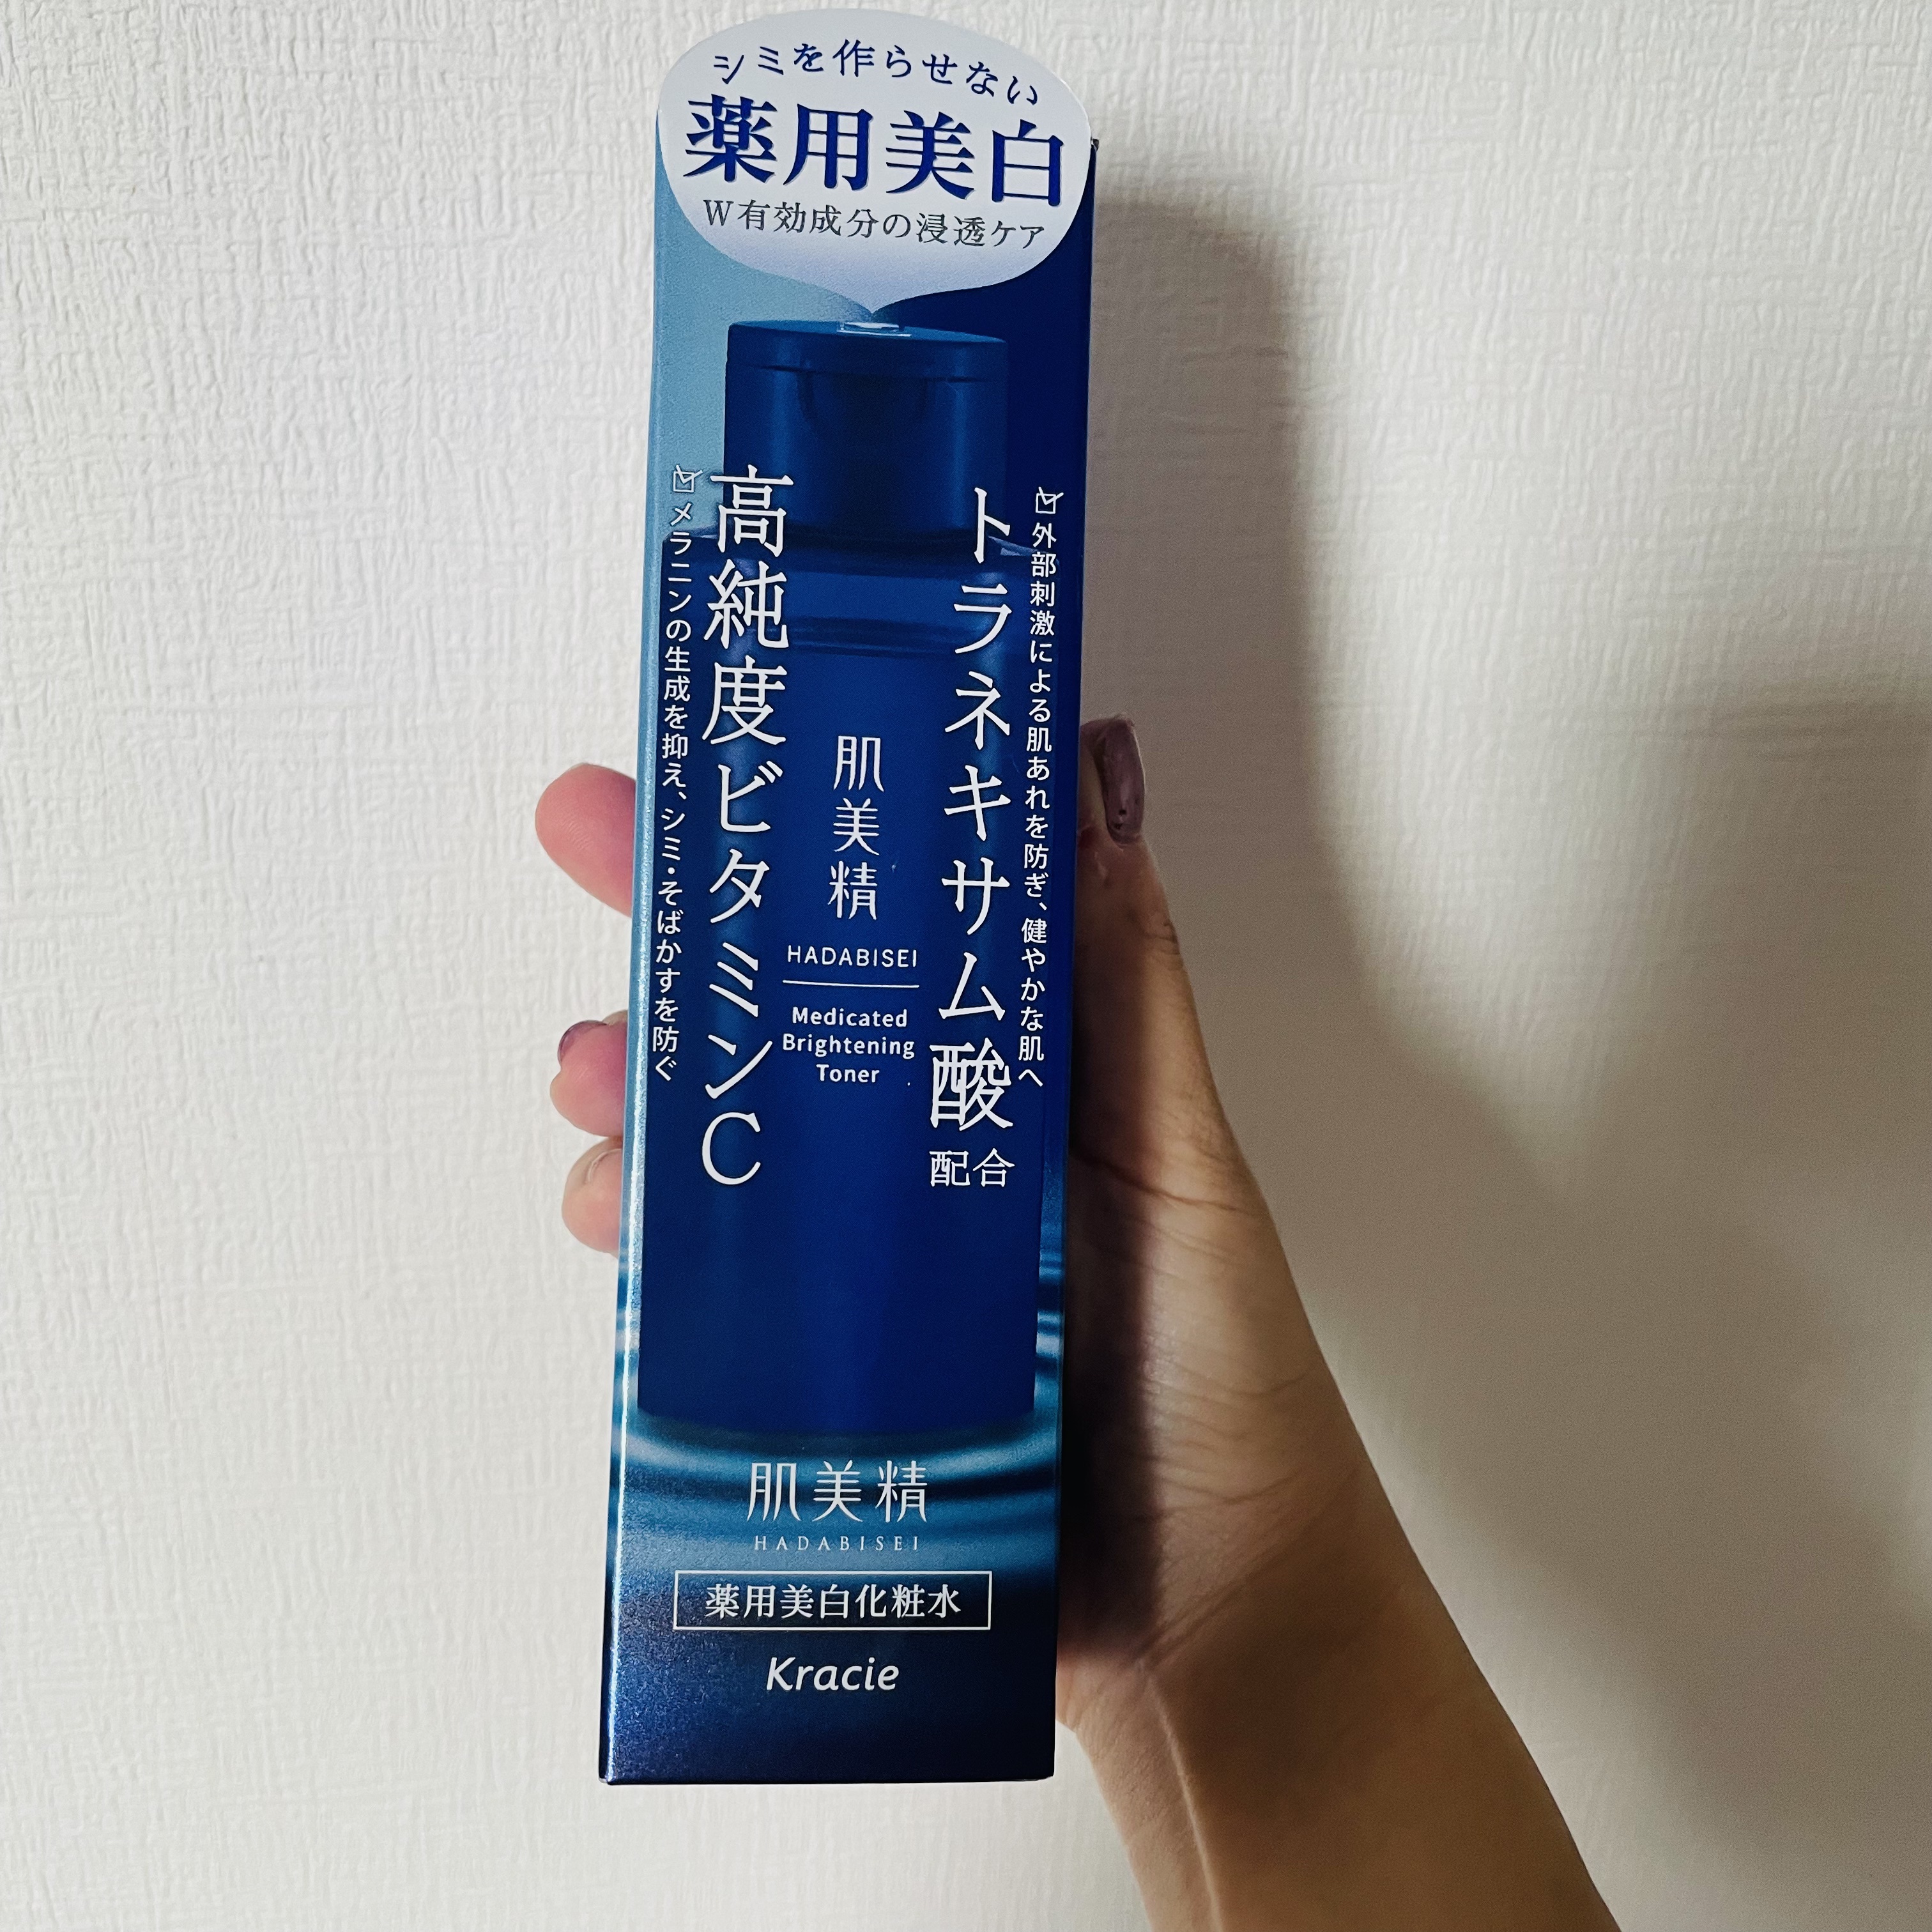 シミを作らせない
薬用美白
W有効成分の浸透ケア
外部刺激による肌あれを防ぎ、健やかな肌へ
トラネキサム酸
配合
高純度ビタミンC
メラニンの生成を抑え、シミ・そばかすを防ぐ
肌美精
HADABISEI
Medicated
Brightening
Toner
肌美精
HADABISEI
薬用美白化粧水
Kracie